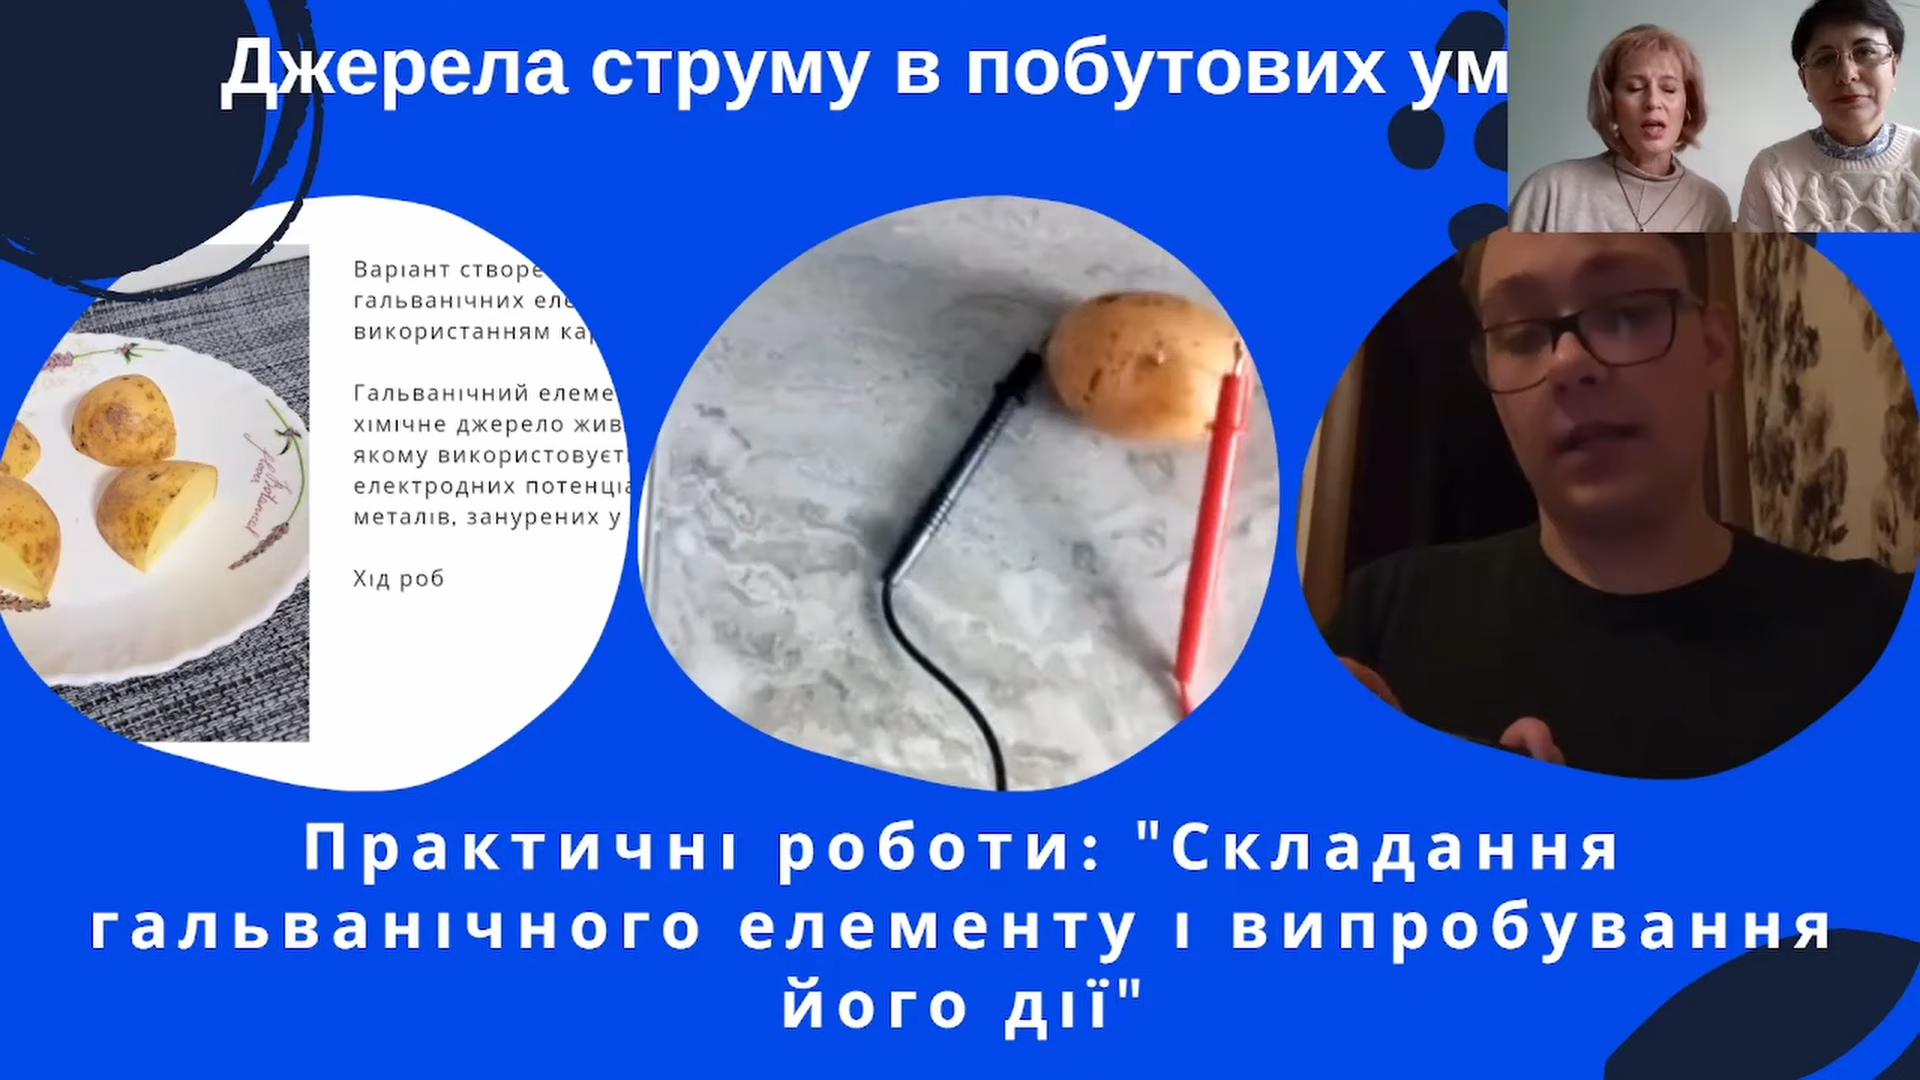 Джерела струму в побутових ум
Варіант створе
гальванічних еле
використанням ка
Гальванічний елеме
хімічне джерело жив
якому використовуєт
електродних потенціа
металів, занурених у
Хід роб
Практичні роботи: "Складання
гальванічного елементу і випробування
його дії"